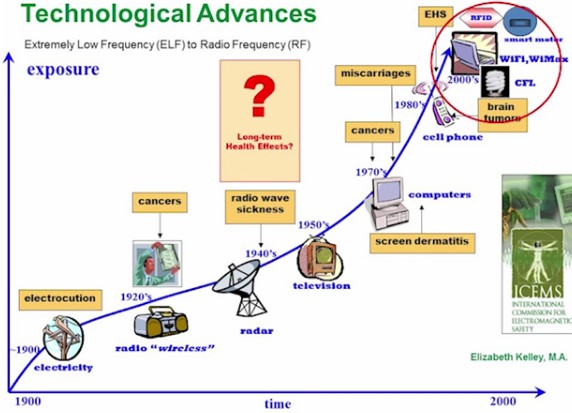 Technological Advances
Extremely Low Frequency (ELF) to Radio Frequency (RF)
exposure
?
Long-term
Health Effects?
EHS
RFID
smart meter
WiFi,WiMax
2000's
CFL
brain
tumors
miscarriages
1980's
cell phone
cancers
1970's
computers
screen dermatitis
cancers
radio wave
sickness
1950's
1940's
television
radar
electrocution
1920's
radio "wireless"
~1900
electricity
ICEMS
INTERNATIONAL
COMMISSION FOR
ELECTROMAGNETIC
SAFETY
Elizabeth Kelley, M.A.
1900
time
2000